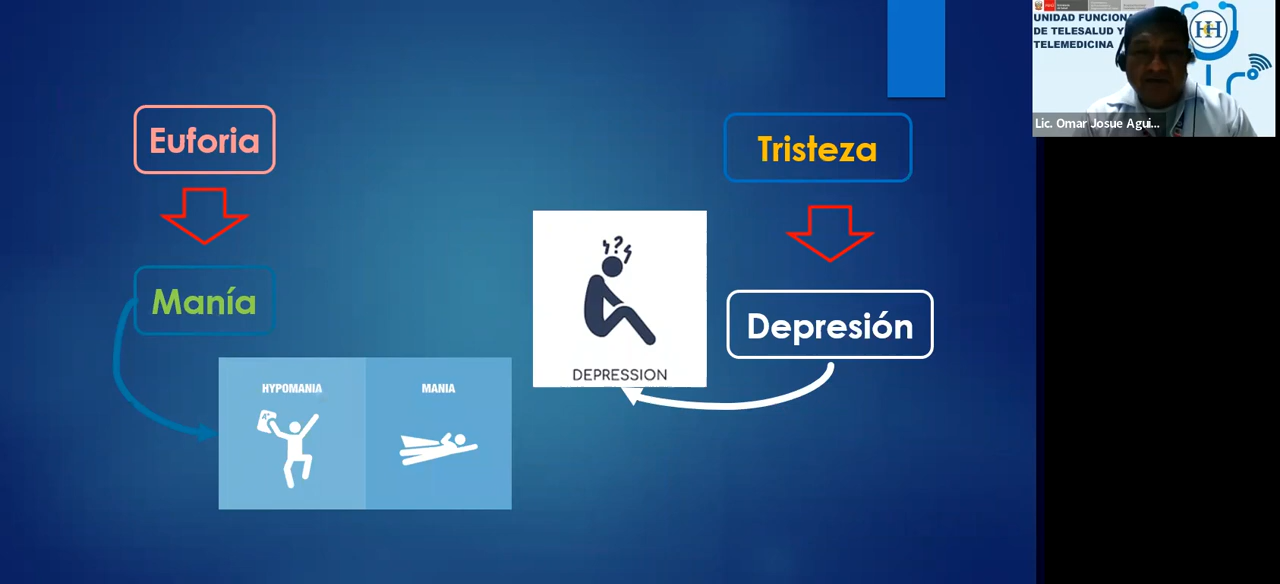 Euforia
Manía
HYPOMANIA
MANIA
A+
??
DEPRESSION
Tristeza
Depresión
UNIDAD FUNCIONA
DE TELESALUD Y
TELEMEDICINA
Lic. Omar Josue Agui...